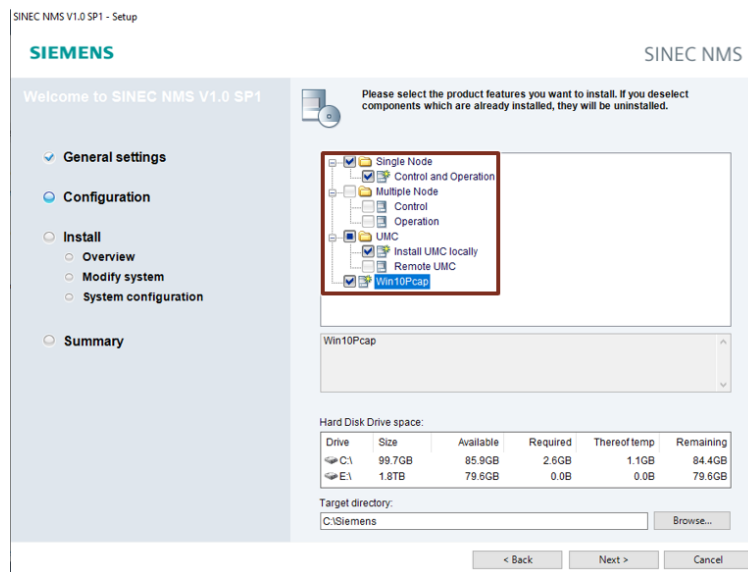 SINEC NMS V1.0 SP1 - Setup
SIEMENS
SINEC NMS
Welcome to SINEC NMS V1.0 SP1
Please select the product features you want to install. If you deselect
components which are already installed, they will be uninstalled.
General settings
Configuration
Install
Overview
Modify system
System configuration
Summary
Single Node
Control and Operation
Multiple Node
Control
Operation
UMC
Install UMC locally
Remote UMC
Win10Pcap
Win10Pcap
Hard Disk Drive space:
Drive Size Available Required Thereof temp Remaining
C:\ 99.7GB 85.9GB 2.6GB 1.1GB 84.4GB
E:\ 1.8TB 79.6GB 0.0B 0.0B 79.6GB
Target directory:
C:\Siemens
Browse...
< Back Next > Cancel